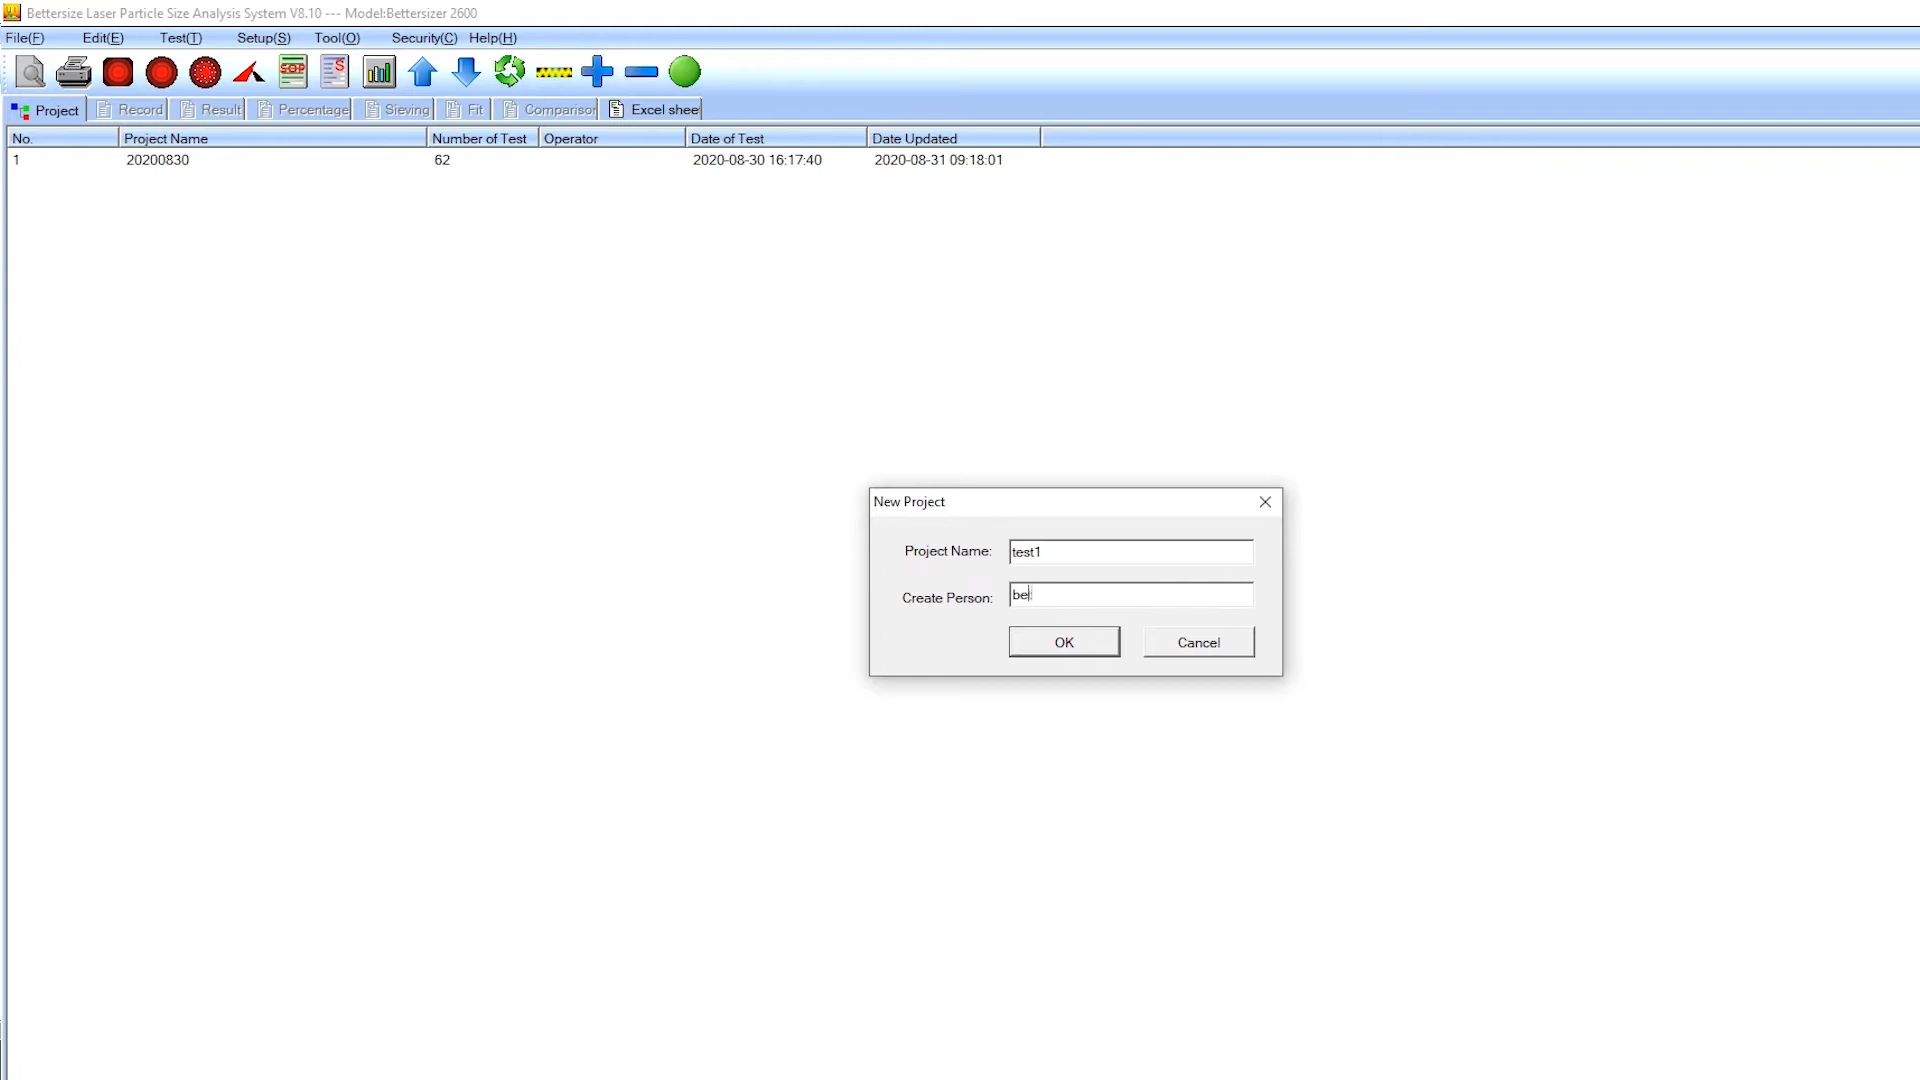 Bettersize Laser Particle Size Analysis System V8.10 --- Model:Bettersizer 2600
File(F) Edit(E) Test(T) Setup(S) Tool(O) Security(C) Help(H)
SOP S
Project Record Result Percentage Sieving Fit Comparisor Excel shee
No. Project Name Number of Test Operator Date of Test Date Updated
1 20200830 62 2020-08-30 16:17:40 2020-08-31 09:18:01
New Project
Project Name: test1
Create Person: be
OK Cancel